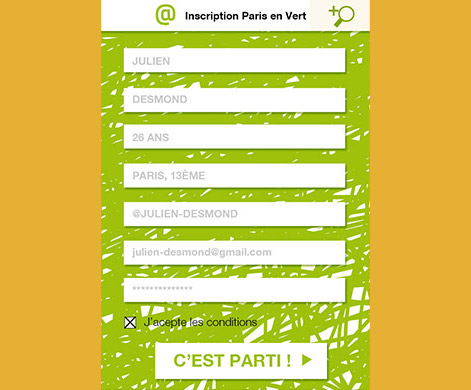 @ Inscription Paris en Vert
JULIEN
DESMOND
26 ANS
PARIS, 13ÈME
@JULIEN-DESMOND
julien-desmond@gmail.com
**************
J'acepte les conditions
C'EST PARTI !